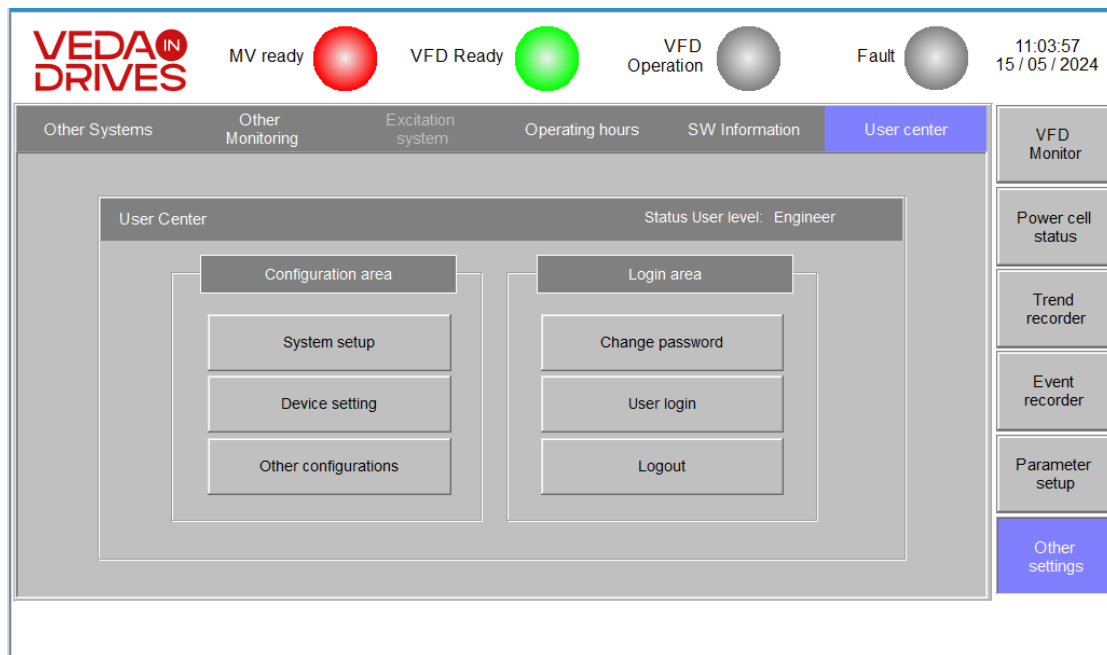 VEDA IN
DRIVES
MV ready
VFD Ready
VFD
Operation
Fault
11:03:57
15 / 05 / 2024
Other Systems
Other
Monitoring
Excitation
system
Operating hours
SW Information
User center
User Center
Status User level: Engineer
Configuration area
System setup
Device setting
Other configurations
Login area
Change password
User login
Logout
VFD
Monitor
Power cell
status
Trend
recorder
Event
recorder
Parameter
setup
Other
settings